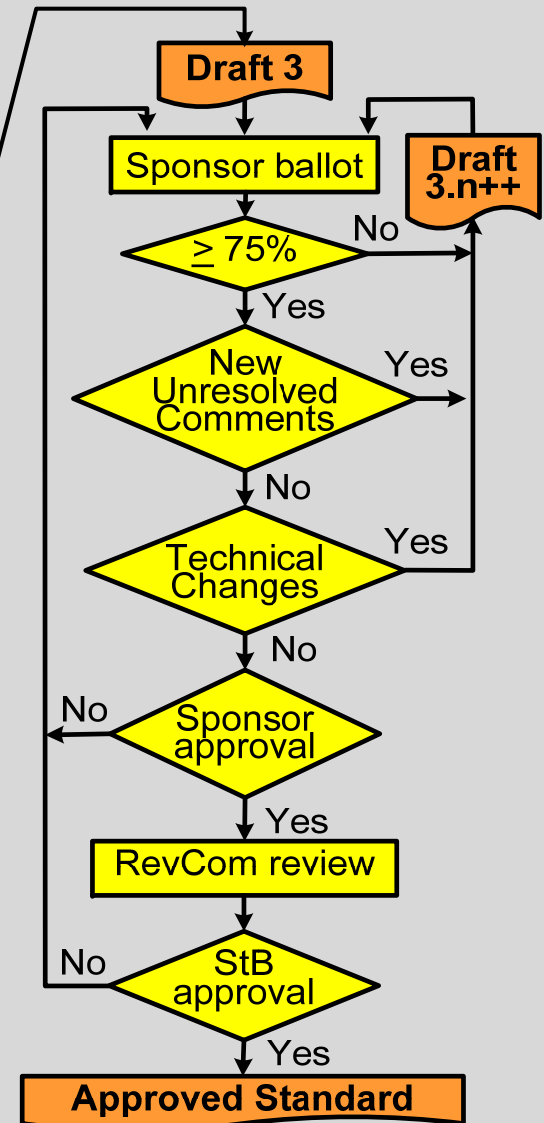 Draft 3
Sponsor ballot
Draft
3.n++
≥ 75%
No
Yes
New
Unresolved
Comments
Yes
No
Technical
Changes
Yes
No
Sponsor
approval
No
Yes
RevCom review
StB
approval
No
Yes
Approved Standard